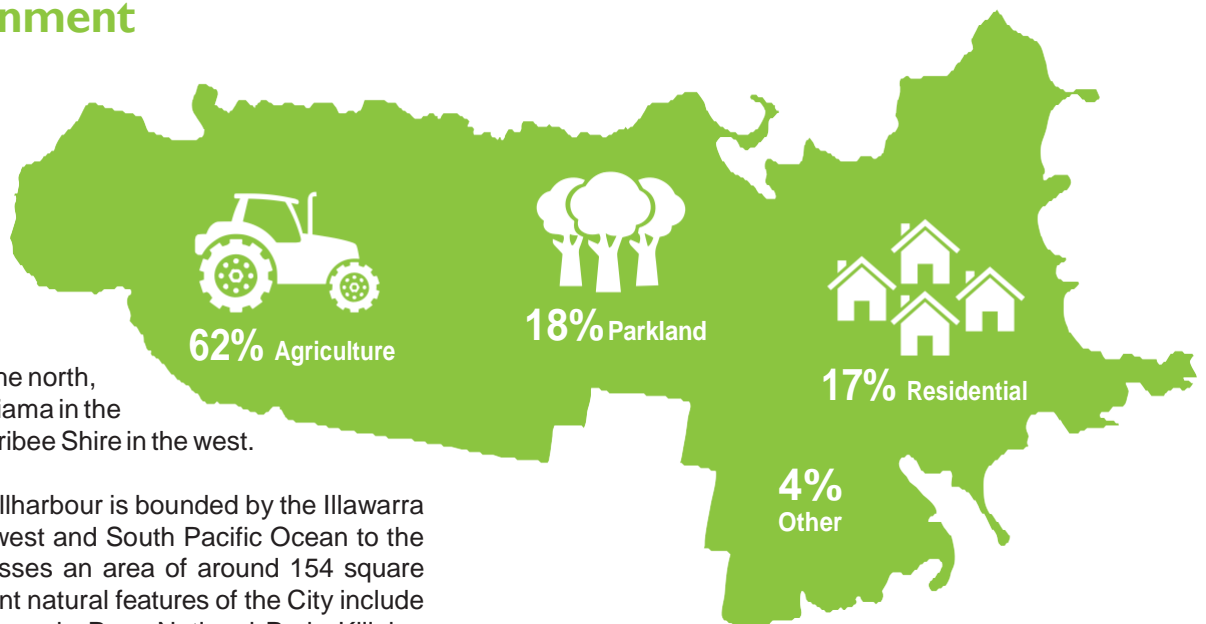 nment
62% Agriculture
18% Parkland
17% Residential
4%
Other
ne north,
iama in the
ribee Shire in the west.
llharbour is bounded by the Illawarra
west and South Pacific Ocean to the
sses an area of around 154 square
nt natural features of the City include